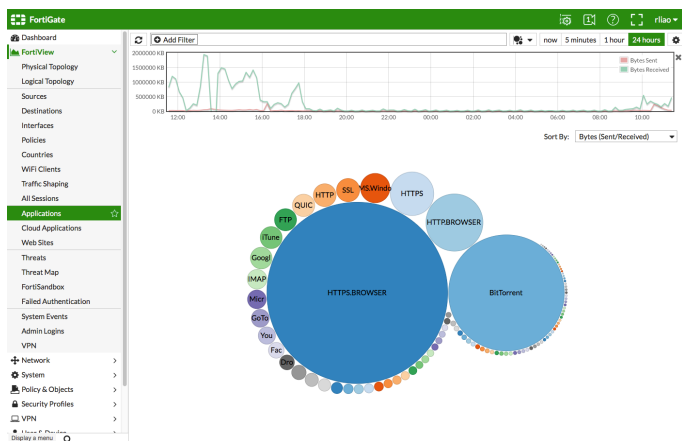 FortiGate
1
rliao
Dashboard
FortiView
Physical Topology
Logical Topology
Sources
Destinations
Interfaces
Policies
Countries
WiFi Clients
Traffic Shaping
All Sessions
Applications
Cloud Applications
Web Sites
Threats
Threat Map
FortiSandbox
Failed Authentication
System Events
Admin Logins
VPN
Network
System
Policy & Objects
Security Profiles
VPN
User & Device
Display a menu
Add Filter
now 5 minutes 1 hour 24 hours
2000000 KB
1500000 KB
1000000 KB
500000 KB
0 KB
Bytes Sent
Bytes Received
12:00 14:00 16:00 18:00 20:00 22:00 00:00 02:00 04:00 06:00 08:00 10:00
Sort By: Bytes (Sent/Received)
HTTPS.BROWSER
BitTorrent
HTTP.BROWSER
HTTPS
MS.Windo
SSL
HTTP
QUIC
FTP
iTune
Googl
IMAP
Micr
GoTo
You
Fac
Dro